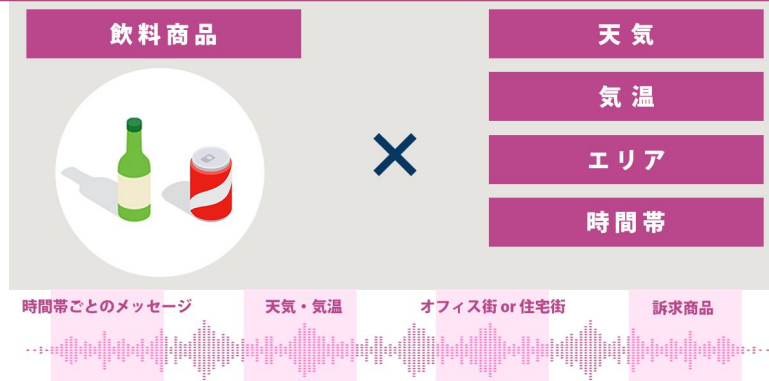 飲料商品
天気
気温
×
エリア
時間帯
時間帯ごとのメッセージ
天気・気温
オフィス街 or 住宅街
訴求商品